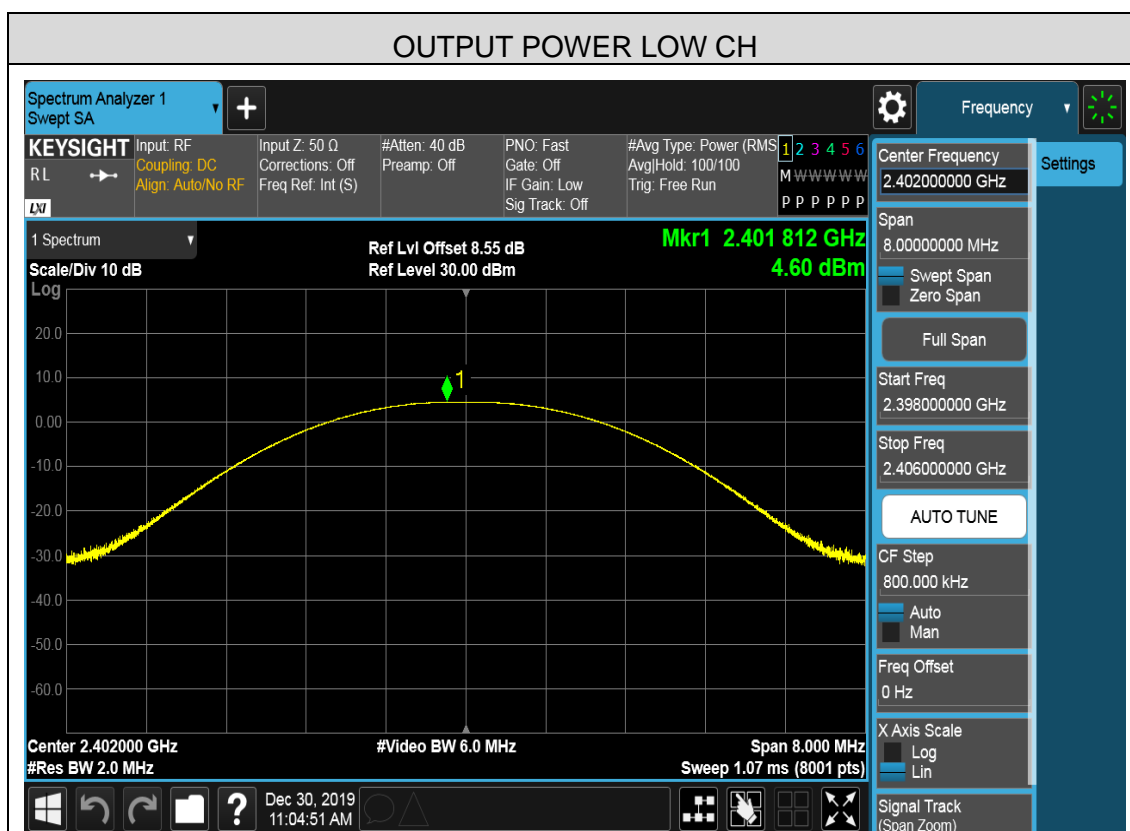 OUTPUT POWER LOW CH
Spectrum Analyzer 1
Swept SA
Frequency
KEYSIGHT
RL
LXI
Input: RF
Coupling: DC
Align: Auto/No RF
Input Z: 50 Ω
Corrections: Off
Freq Ref: Int (S)
#Atten: 40 dB
Preamp: Off
PNO: Fast
Gate: Off
IF Gain: Low
Sig Track: Off
#Avg Type: Power (RMS
Avg|Hold: 100/100
Trig: Free Run
1 2 3 4 5 6
M W W W W W
P P P P P P
1 Spectrum
Scale/Div 10 dB
Log
Ref Lvl Offset 8.55 dB
Ref Level 30.00 dBm
Mkr1 2.401 812 GHz
4.60 dBm
20.0
10.0
0.00
-10.0
-20.0
-30.0
-40.0
-50.0
-60.0
1
Center 2.402000 GHz
#Res BW 2.0 MHz
#Video BW 6.0 MHz
Span 8.000 MHz
Sweep 1.07 ms (8001 pts)
Dec 30, 2019
11:04:51 AM
Center Frequency
2.402000000 GHz
Span
8.00000000 MHz
Swept Span
Zero Span
Full Span
Start Freq
2.398000000 GHz
Stop Freq
2.406000000 GHz
AUTO TUNE
CF Step
800.000 kHz
Auto
Man
Freq Offset
0 Hz
X Axis Scale
Log
Lin
Signal Track
(Span Zoom)
Settings